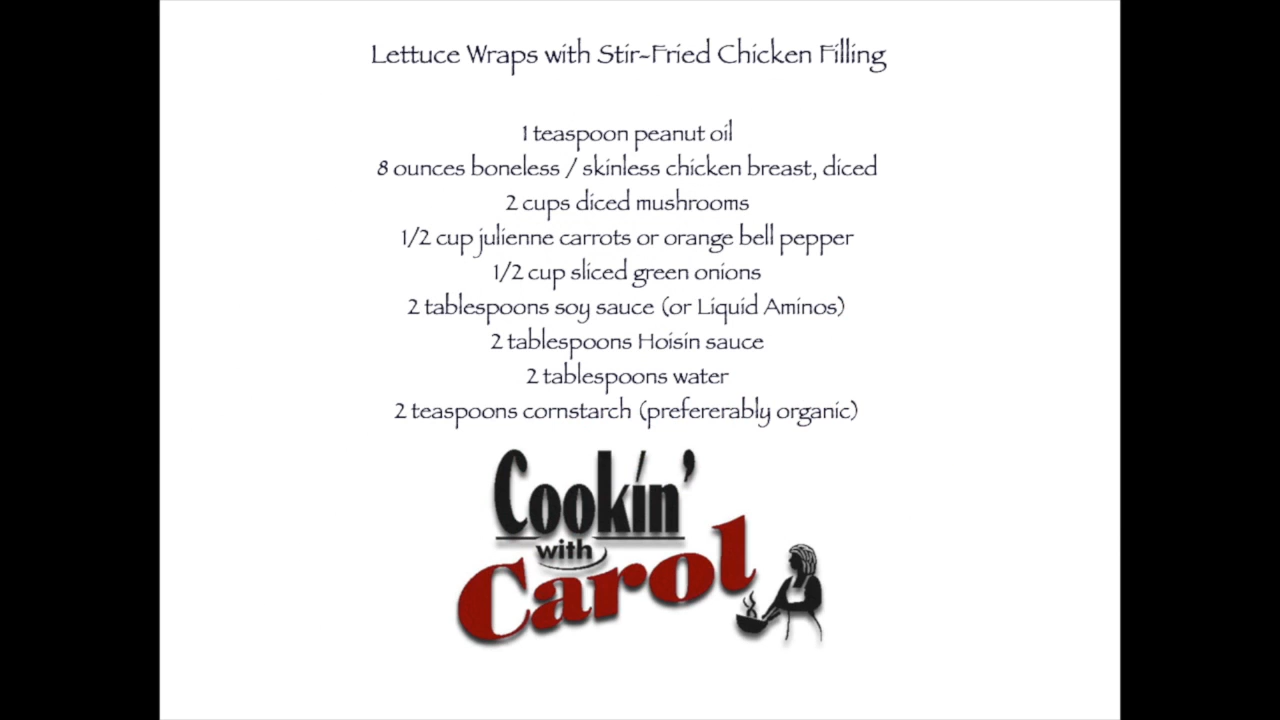 Lettuce Wraps with Stir-Fried Chicken Filling
1 teaspoon peanut oil
8 ounces boneless / skinless chicken breast, diced
2 cups diced mushrooms
1/2 cup julienne carrots or orange bell pepper
1/2 cup sliced green onions
2 tablespoons soy sauce (or Liquid Aminos)
2 tablespoons Hoisin sauce
2 tablespoons water
2 teaspoons cornstarch (prefererably organic)
Cookin'
with
Carol